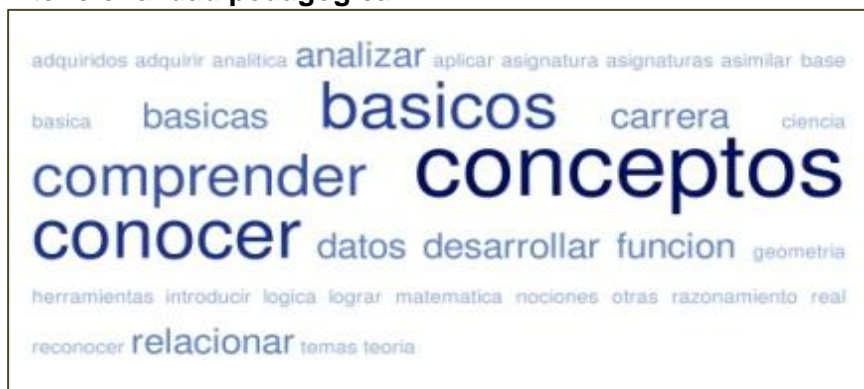 adquiridos adquirir analitica analizar aplicar asignatura asignaturas asimilar base
basica basicas basicos carrera ciencia
comprender conceptos
conocer datos desarrollar funcion geometria
herramientas introducir logica lograr matematica nociones otras razonamiento real
reconocer relacionar temas teoria